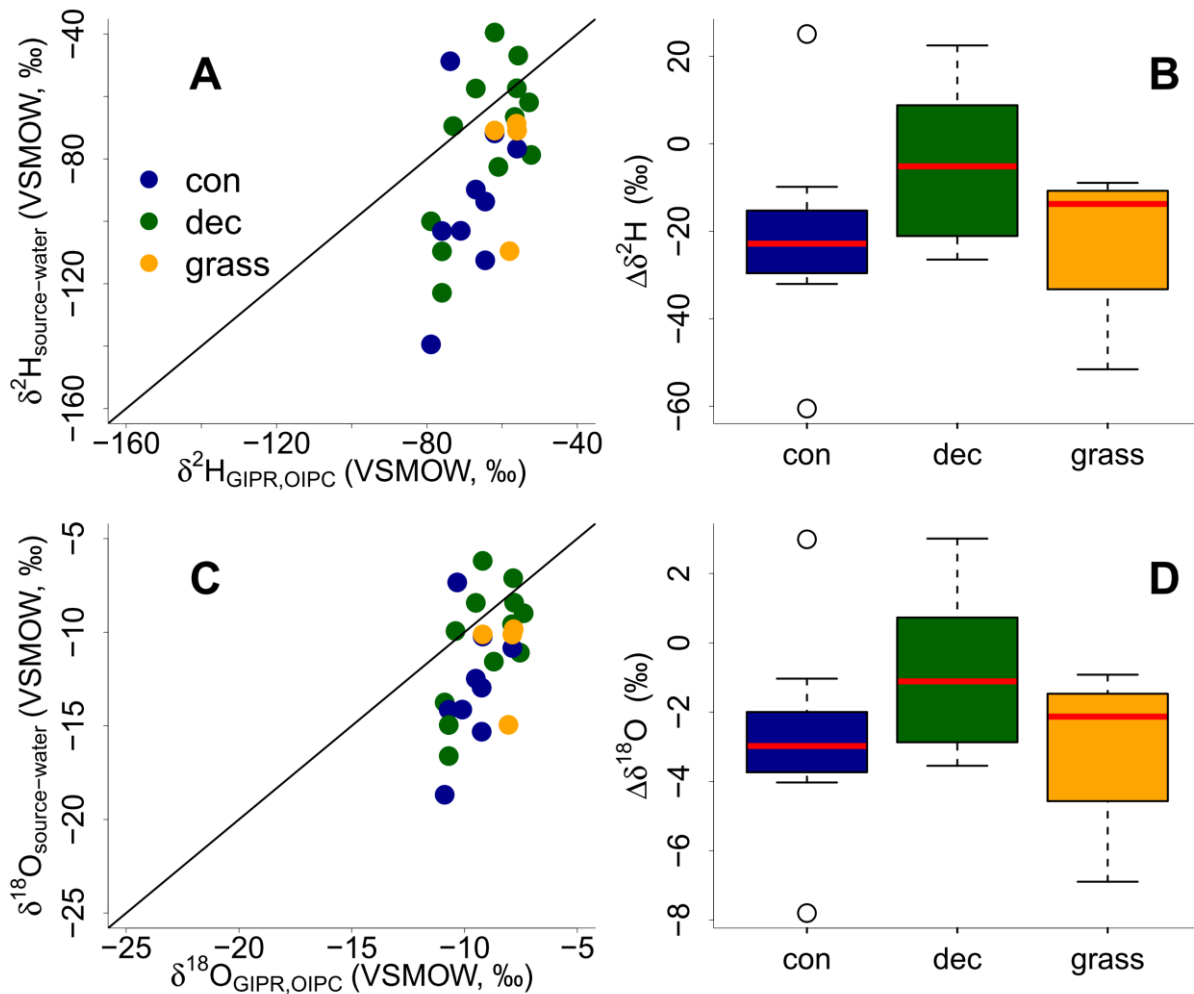 A
con
dec
grass
−40
−80
−120
−160
δ²H_source−water (VSMOW, ‰)
−160 −120 −80 −40
δ²H_GIPR,OIPC (VSMOW, ‰)
B
20
0
−20
−40
−60
Δδ²H (‰)
con dec grass
C
−5
−10
−15
−20
−25
δ¹⁸O_source−water (VSMOW, ‰)
−25 −20 −15 −10 −5
δ¹⁸O_GIPR,OIPC (VSMOW, ‰)
D
2
0
−2
−4
−6
−8
Δδ¹⁸O (‰)
con dec grass